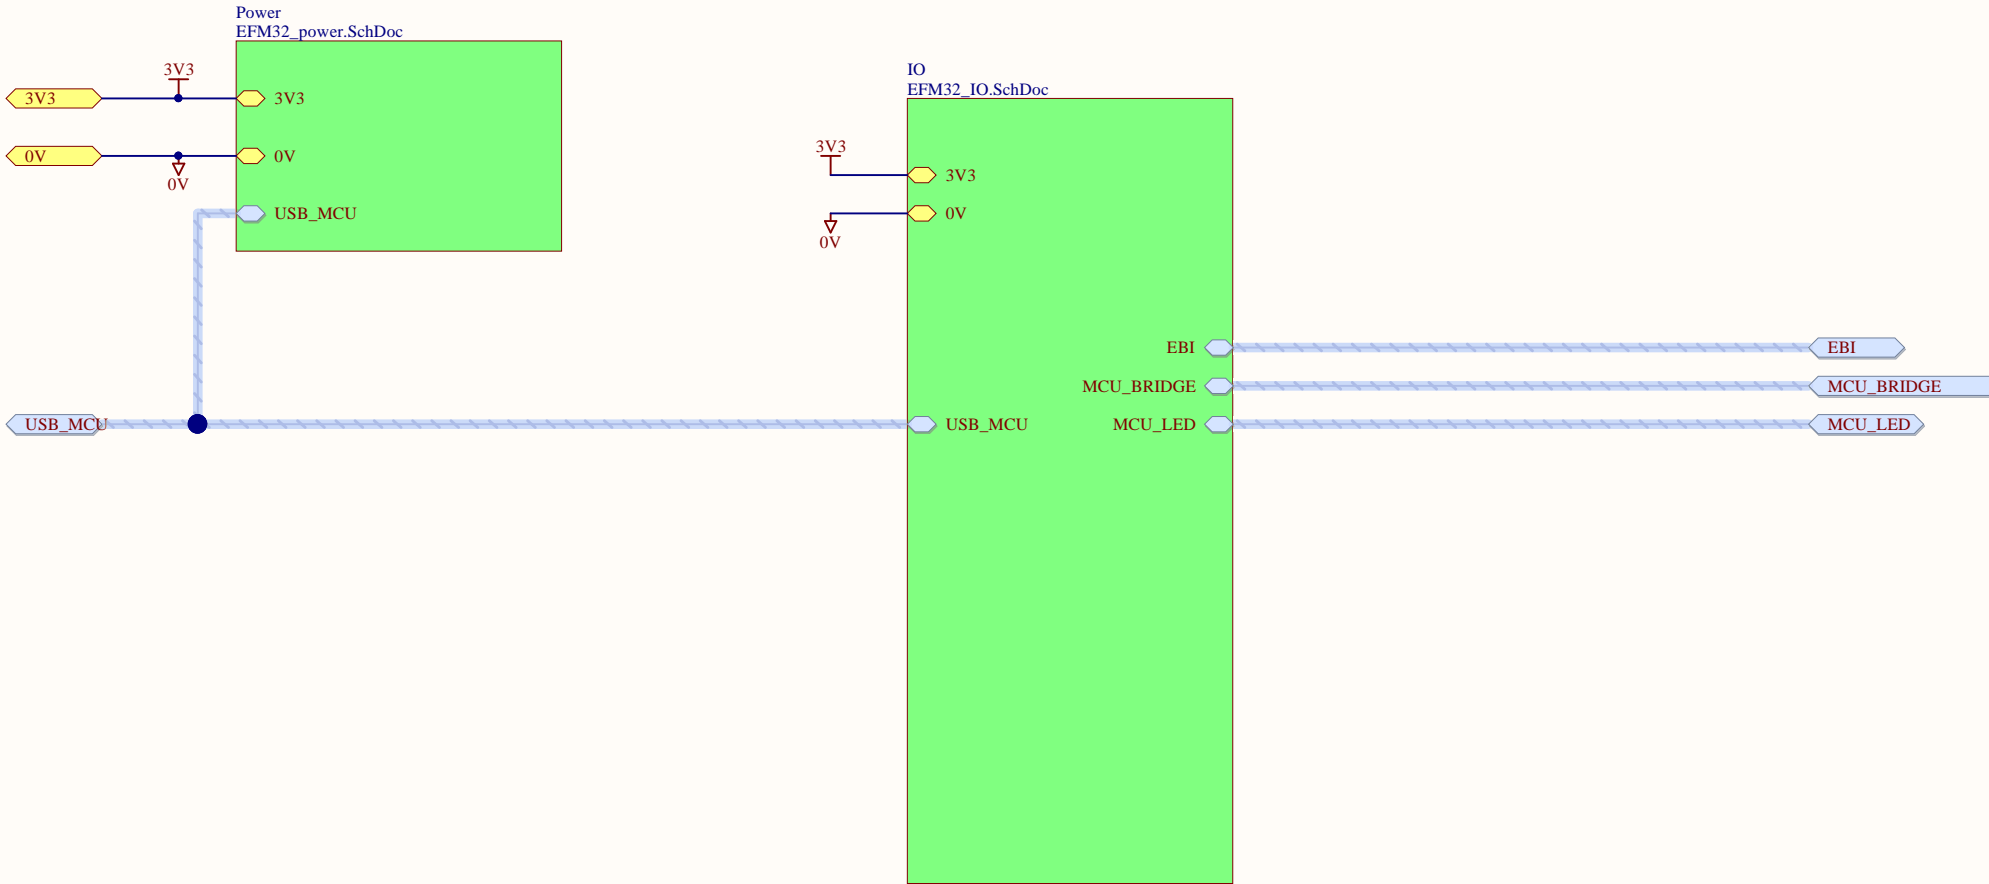 Power
EFM32_power.SchDoc
3V3
3V3
3V3
0V
0V
0V
USB_MCU
IO
EFM32_IO.SchDoc
3V3
3V3
0V
0V
EBI
EBI
MCU_BRIDGE
MCU_BRIDGE
USB_MCU
USB_MCU
MCU_LED
MCU_LED